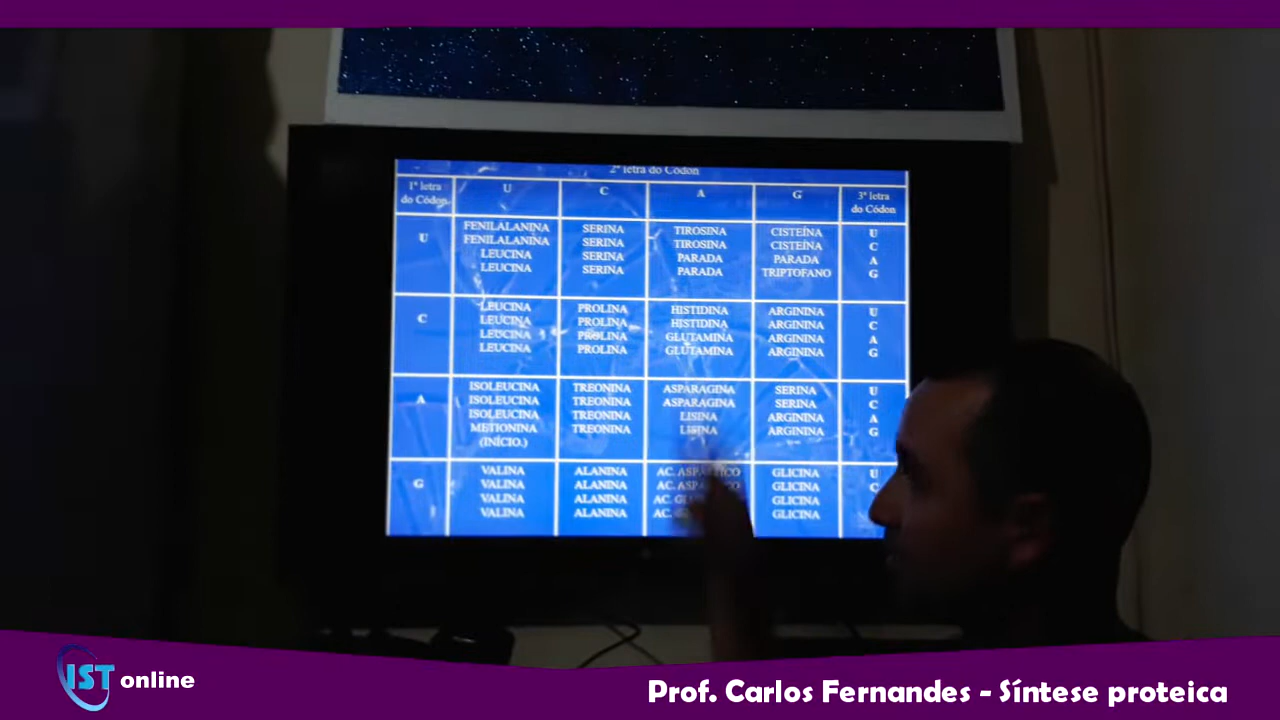 2ª letra do Códon
1ª letra
do Códon
U
C
A
G
3ª letra
do Códon
U
FENILALANINA
FENILALANINA
LEUCINA
LEUCINA
SERINA
SERINA
SERINA
SERINA
TIROSINA
TIROSINA
PARADA
PARADA
CISTEÍNA
CISTEÍNA
PARADA
TRIPTOFANO
U
C
A
G
C
LEUCINA
LEUCINA
LEUCINA
LEUCINA
PROLINA
PROLINA
PROLINA
PROLINA
HISTIDINA
HISTIDINA
GLUTAMINA
GLUTAMINA
ARGININA
ARGININA
ARGININA
ARGININA
U
C
A
G
A
ISOLEUCINA
ISOLEUCINA
ISOLEUCINA
METIONINA
(INÍCIO.)
TREONINA
TREONINA
TREONINA
TREONINA
ASPARAGINA
ASPARAGINA
LISINA
LISINA
SERINA
SERINA
ARGININA
ARGININA
U
C
A
G
G
VALINA
VALINA
VALINA
VALINA
ALANINA
ALANINA
ALANINA
ALANINA
AC.
AC.
AC.
AC.
GLICINA
GLICINA
GLICINA
GLICINA
U
C
IST online
Prof. Carlos Fernandes - Síntese proteica